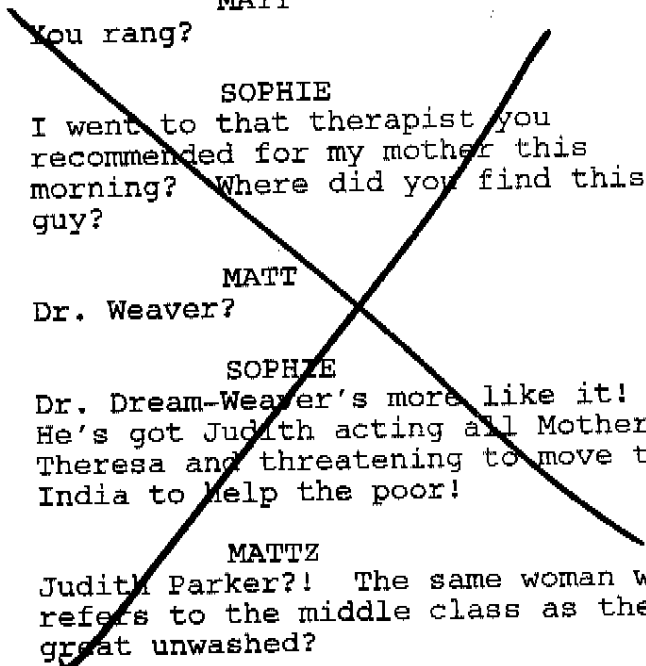 MATT
You rang?
SOPHIE
I went to that therapist you
recommended for my mother this
morning? Where did you find this
guy?
MATT
Dr. Weaver?
SOPHIE
Dr. Dream-Weaver's more like it!
He's got Judith acting all Mother
Theresa and threatening to move t
India to help the poor!
MATTZ
Judith Parker?! The same woman w
refers to the middle class as the
great unwashed?